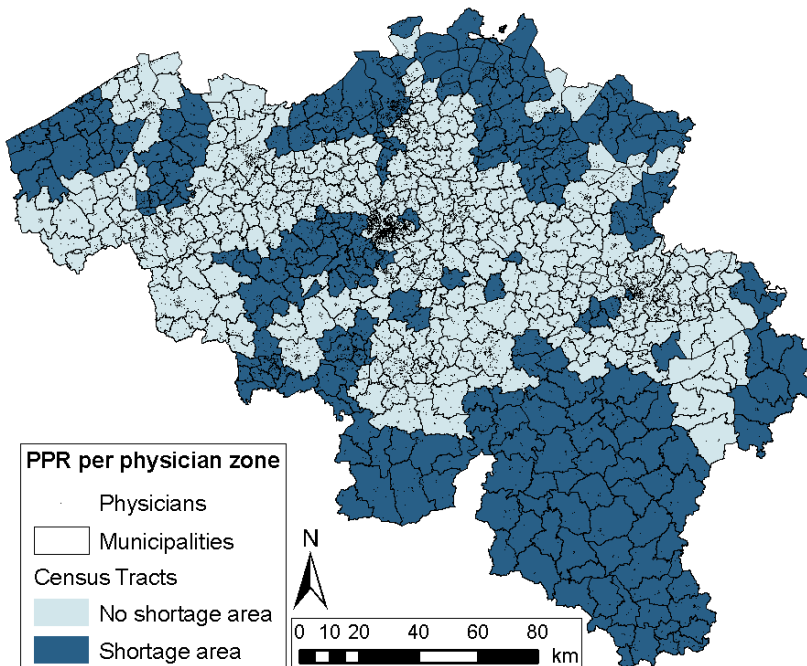 PPR per physician zone
Physicians
Municipalities
Census Tracts
No shortage area
Shortage area
N
0 10 20 40 60 80
km